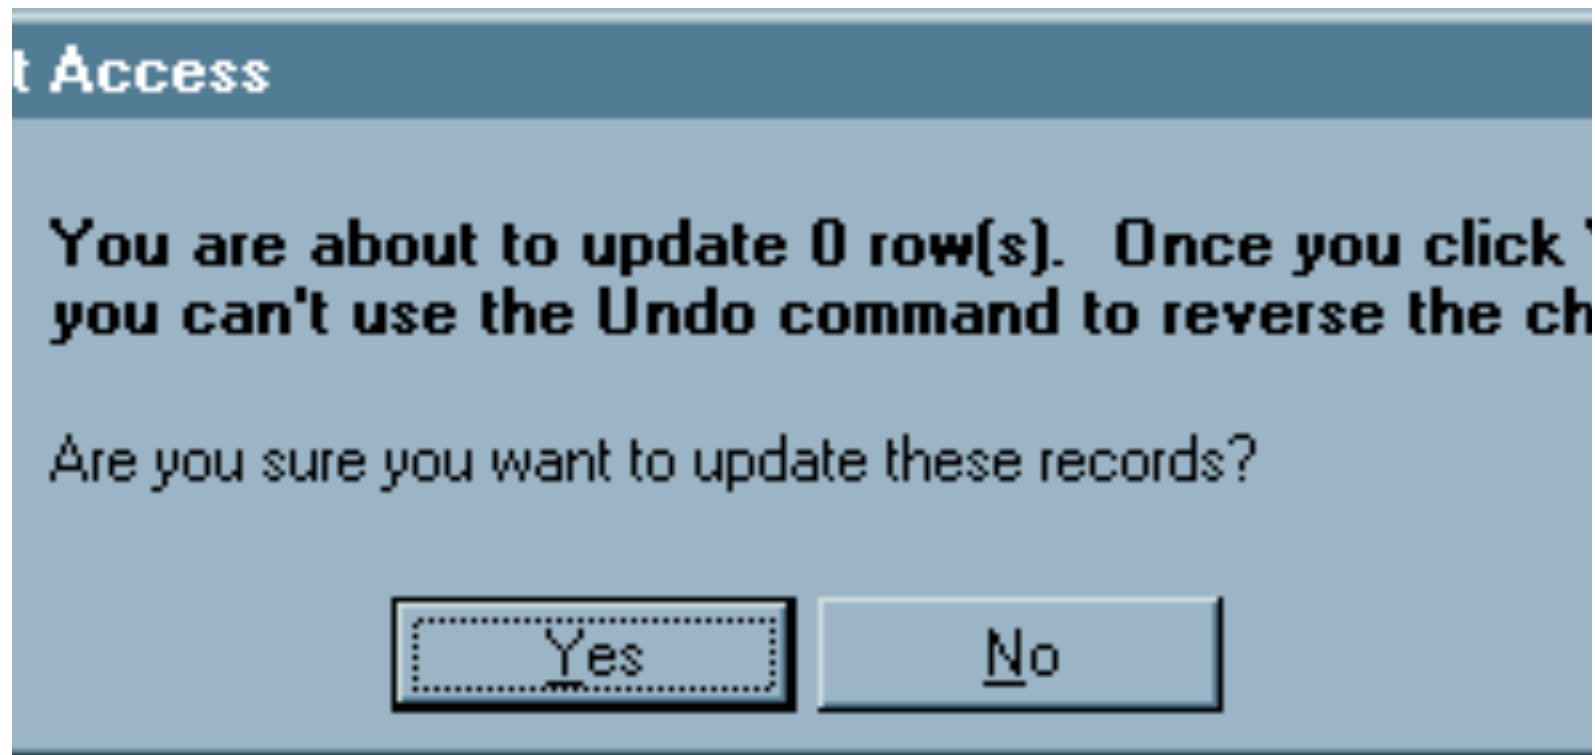 t Access
You are about to update 0 row(s).  Once you click
you can't use the Undo command to reverse the ch
Are you sure you want to update these records?
Yes
No